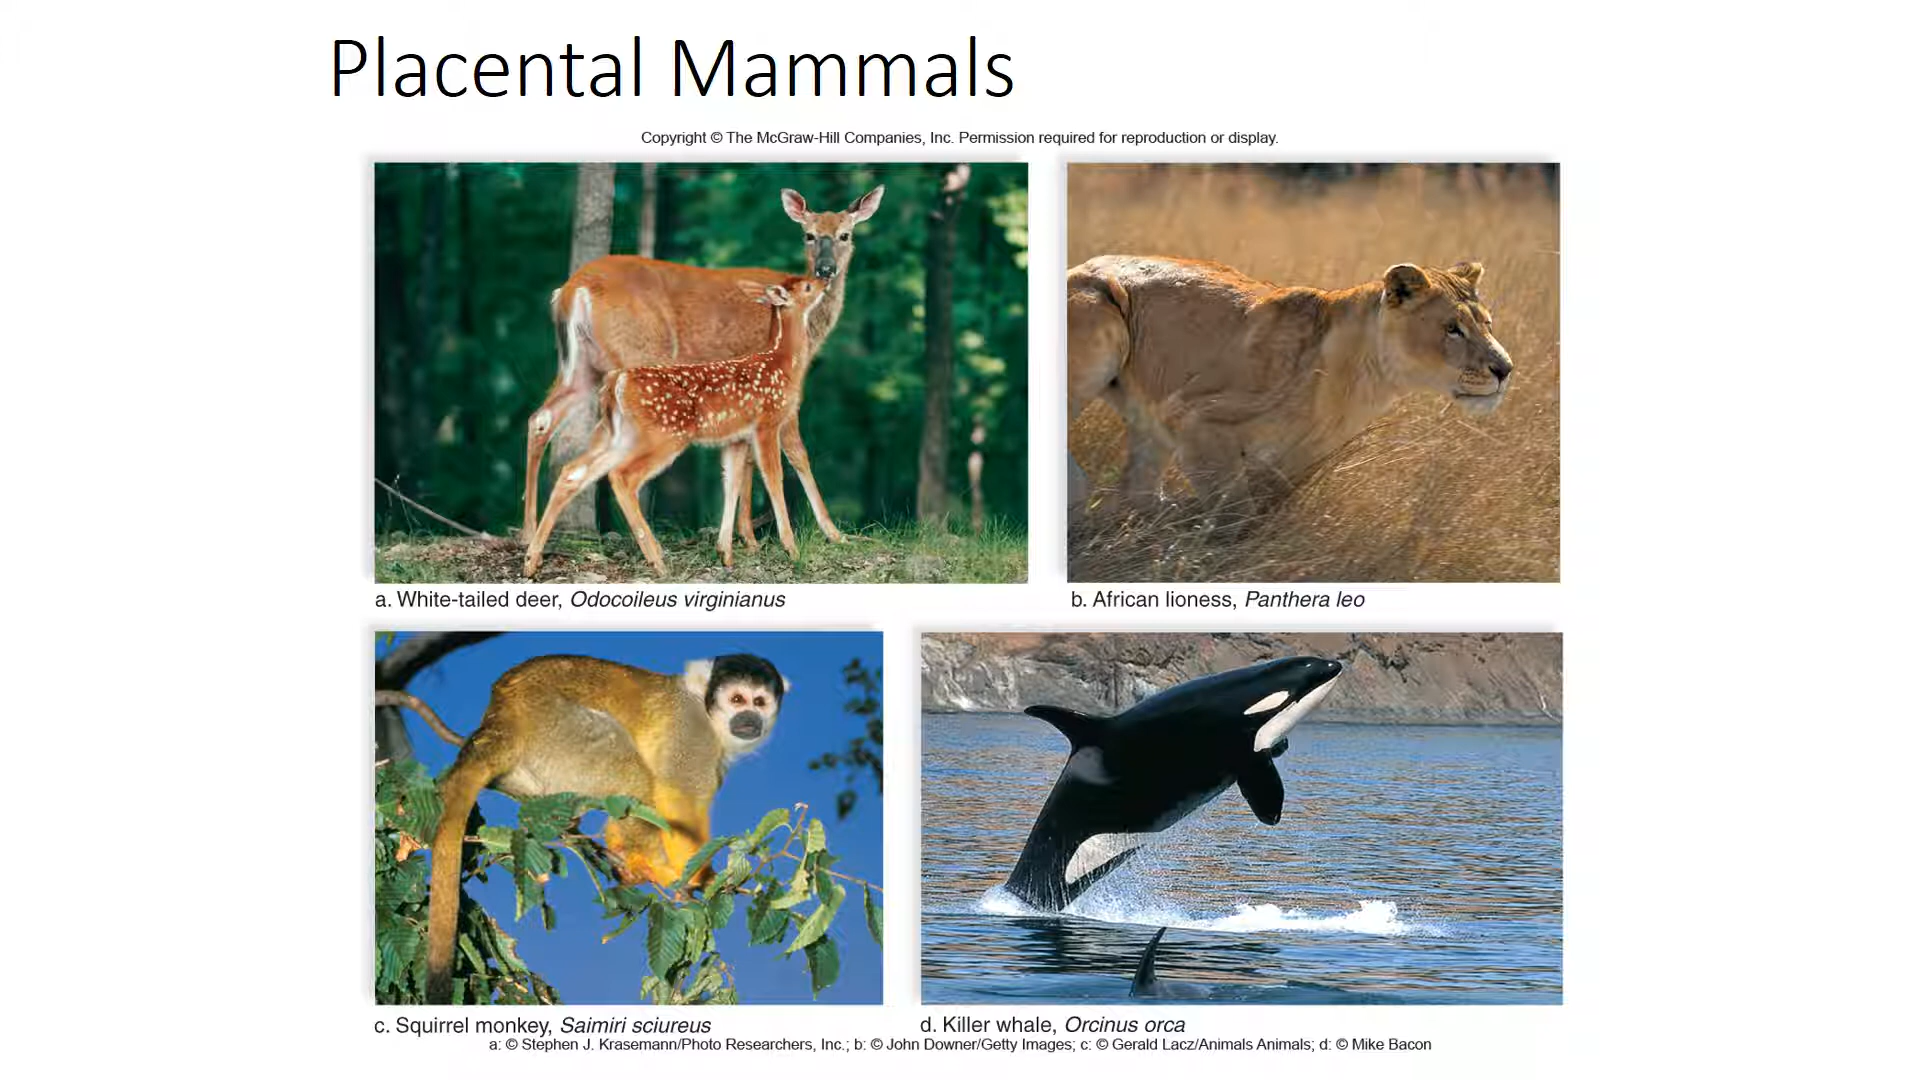 Placental Mammals
Copyright © The McGraw-Hill Companies, Inc. Permission required for reproduction or display.
a. White-tailed deer, Odocoileus virginianus
b. African lioness, Panthera leo
c. Squirrel monkey, Saimiri sciureus
d. Killer whale, Orcinus orca
a: © Stephen J. Krasemann/Photo Researchers, Inc.; b: © John Downer/Getty Images; c: © Gerald Lacz/Animals Animals; d: © Mike Bacon